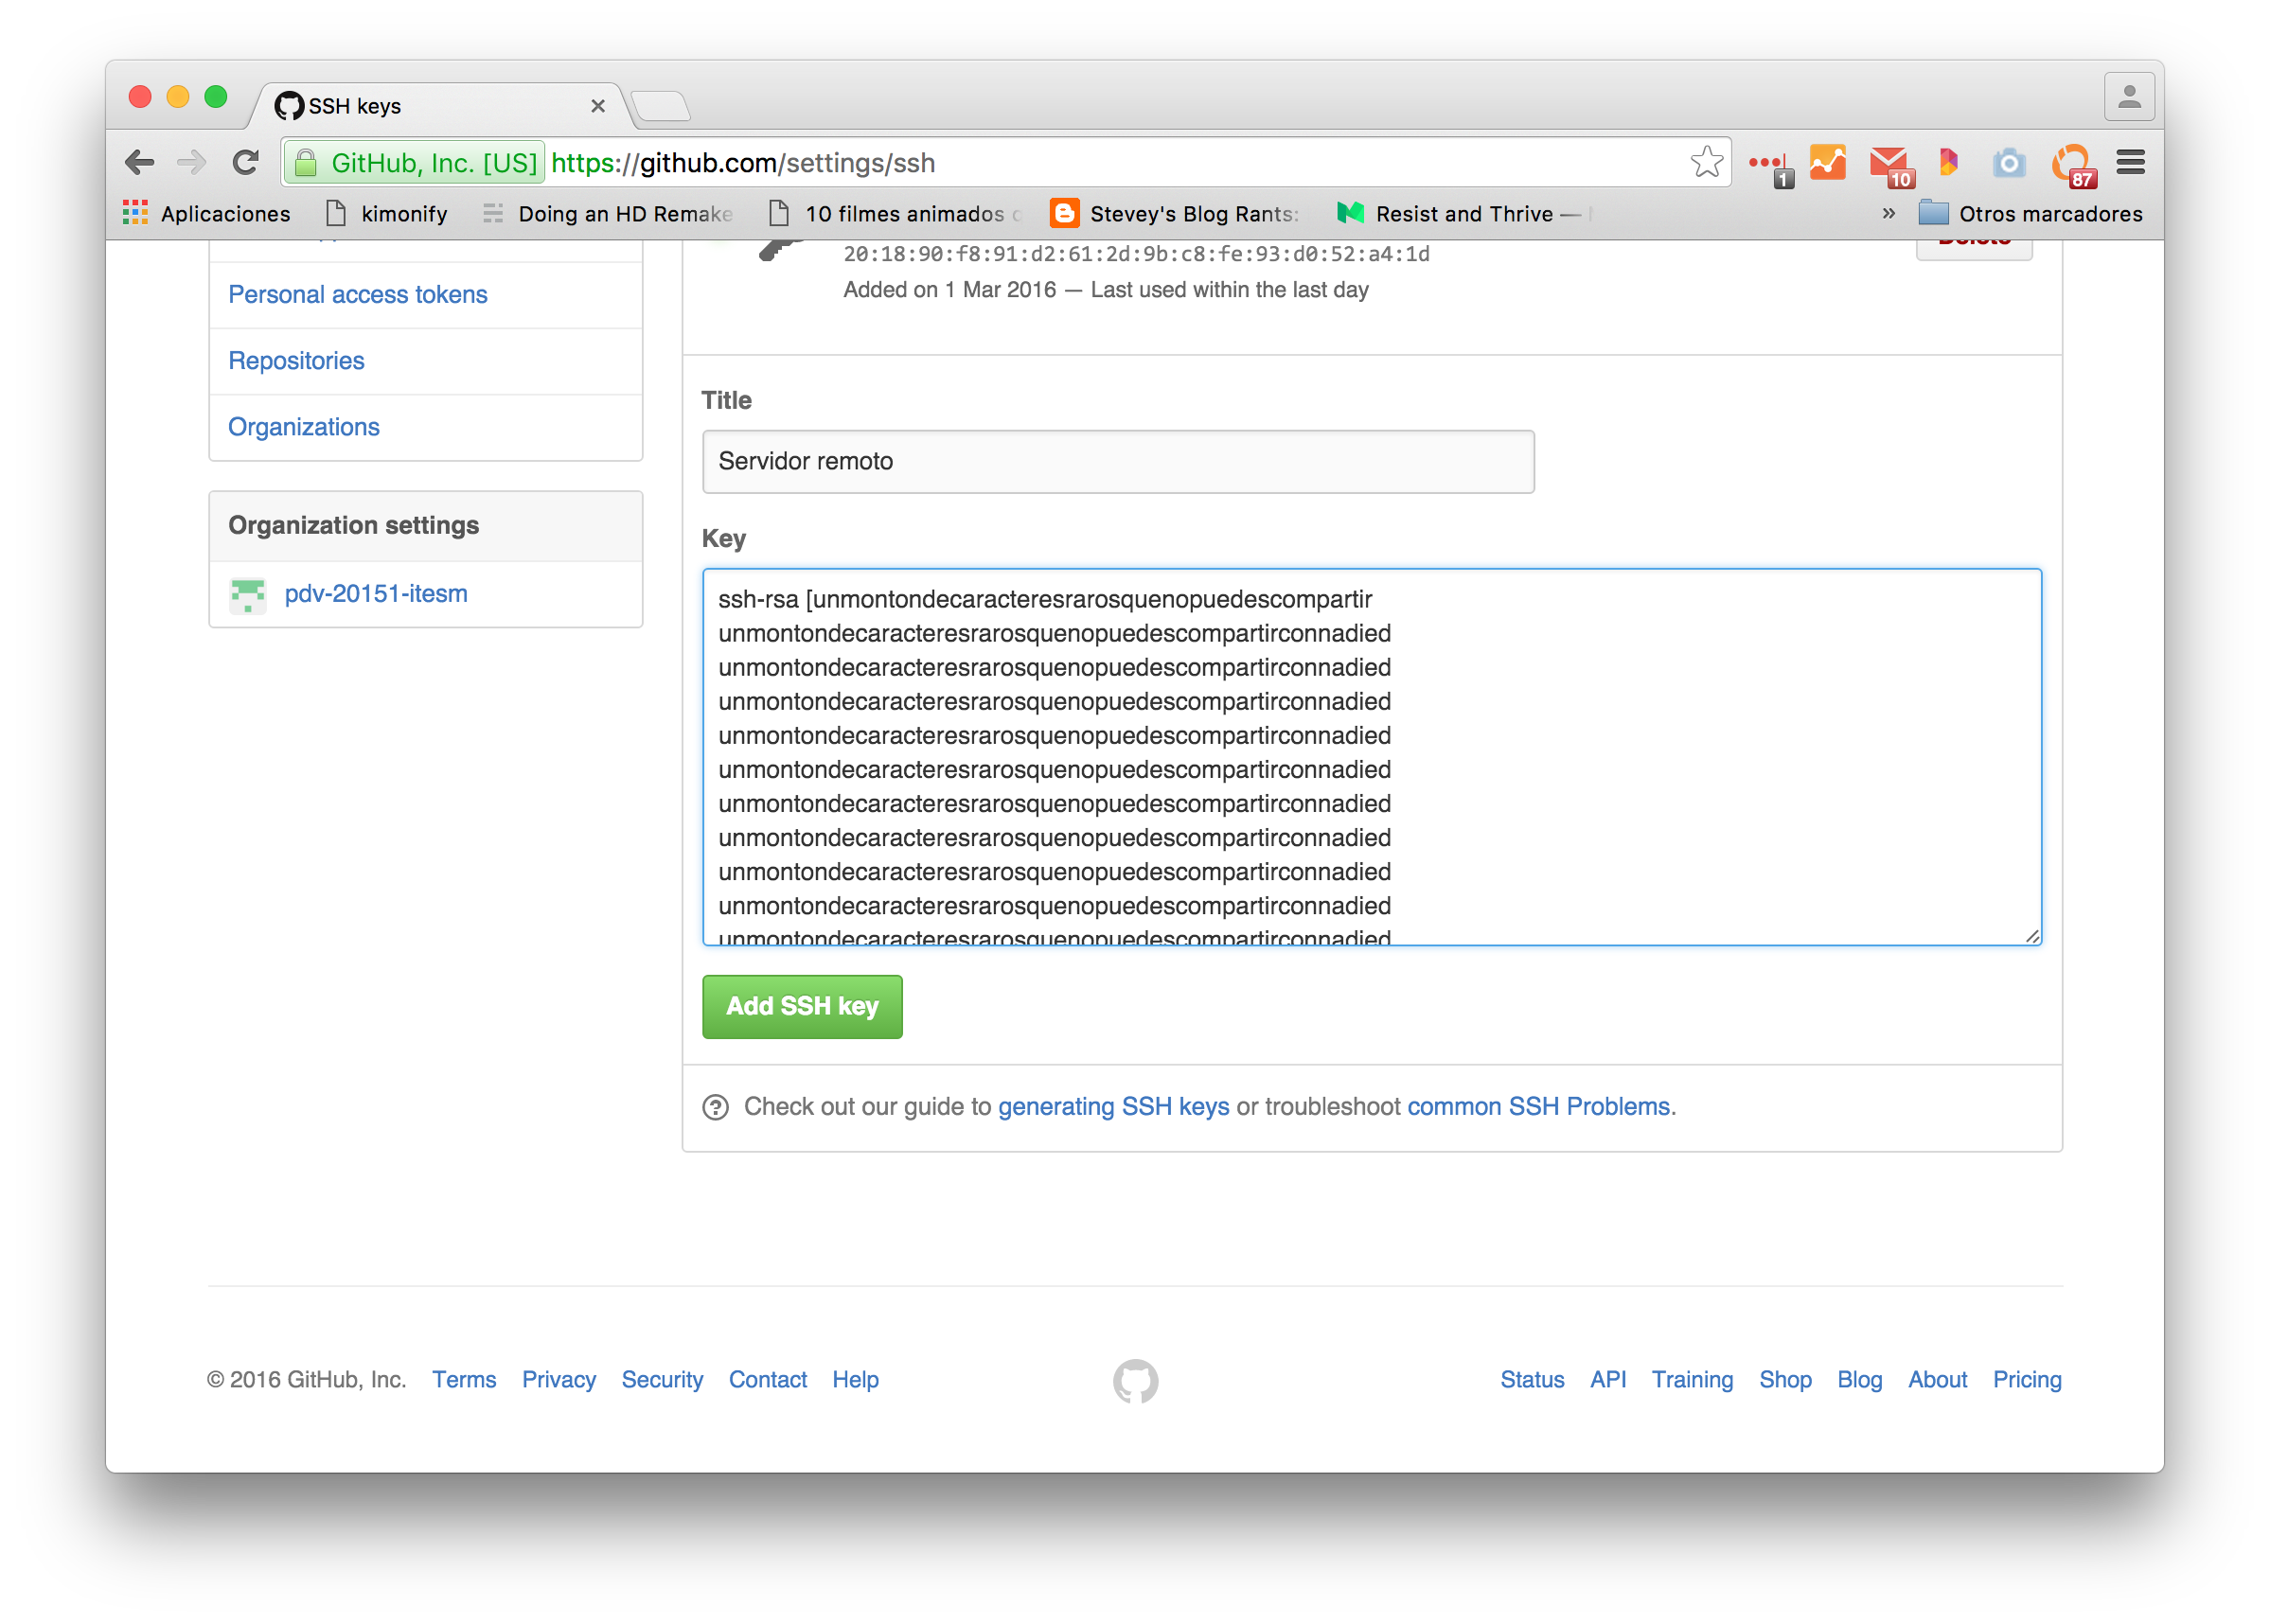 SSH keys
GitHub, Inc. [US] https://github.com/settings/ssh
1
10
87
Aplicaciones kimonify Doing an HD Remake 10 filmes animados Stevey's Blog Rants: Resist and Thrive — » Otros marcadores
20:18:90:f8:91:d2:61:2d:9b:c8:fe:93:d0:52:a4:1d
Delete
Added on 1 Mar 2016 — Last used within the last day
Personal access tokens
Repositories
Organizations
Organization settings
pdv-20151-itesm
Title
Servidor remoto
Key
ssh-rsa [unmontondecaracteresrarosquenopuedescompartir
unmontondecaracteresrarosquenopuedescompartirconnadied
unmontondecaracteresrarosquenopuedescompartirconnadied
unmontondecaracteresrarosquenopuedescompartirconnadied
unmontondecaracteresrarosquenopuedescompartirconnadied
unmontondecaracteresrarosquenopuedescompartirconnadied
unmontondecaracteresrarosquenopuedescompartirconnadied
unmontondecaracteresrarosquenopuedescompartirconnadied
unmontondecaracteresrarosquenopuedescompartirconnadied
unmontondecaracteresrarosquenopuedescompartirconnadied
unmontondecaracteresrarosquenopuedescompartirconnadied
Add SSH key
Check out our guide to generating SSH keys or troubleshoot common SSH Problems.
© 2016 GitHub, Inc. Terms Privacy Security Contact Help
Status API Training Shop Blog About Pricing